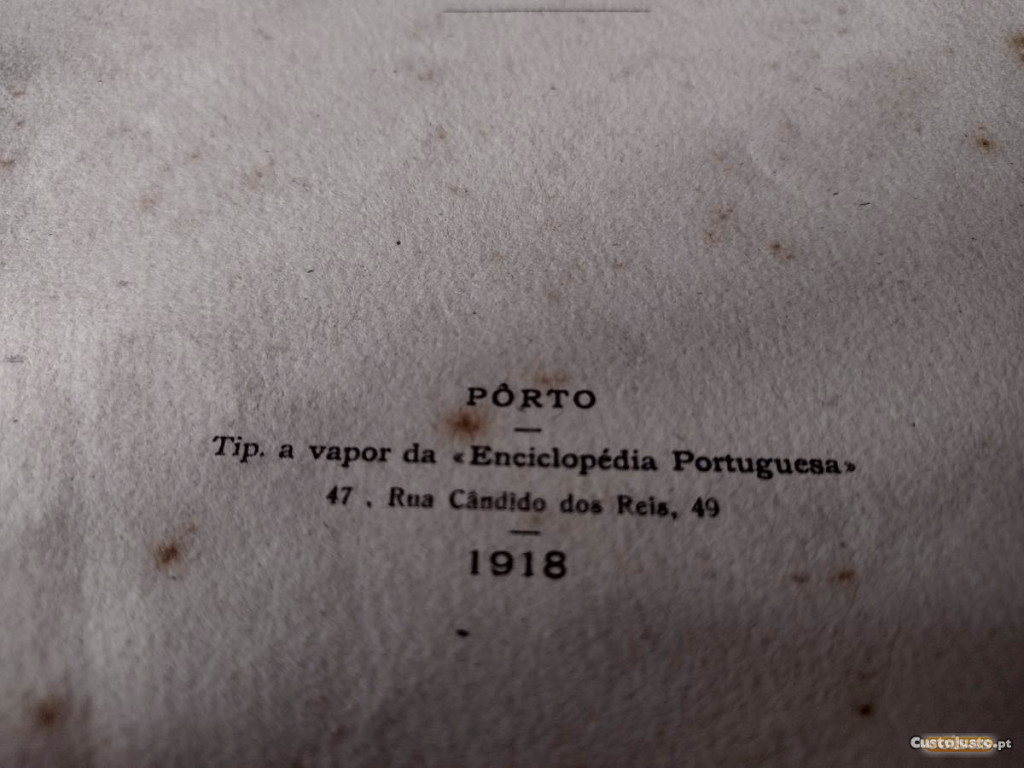 PÔRTO
Tip. a vapor da «Enciclopédia Portuguesa»
47 , Rua Cândido dos Reis, 49
1918
CustoJusto.pt